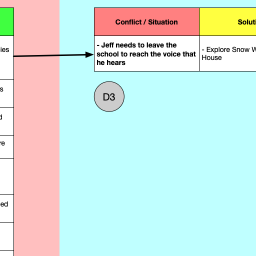 Conflict / Situation
Soluti
ies
- Jeff needs to leave the
school to reach the voice that
he hears
- Explore Snow W
House
s
D3
d
re
ed